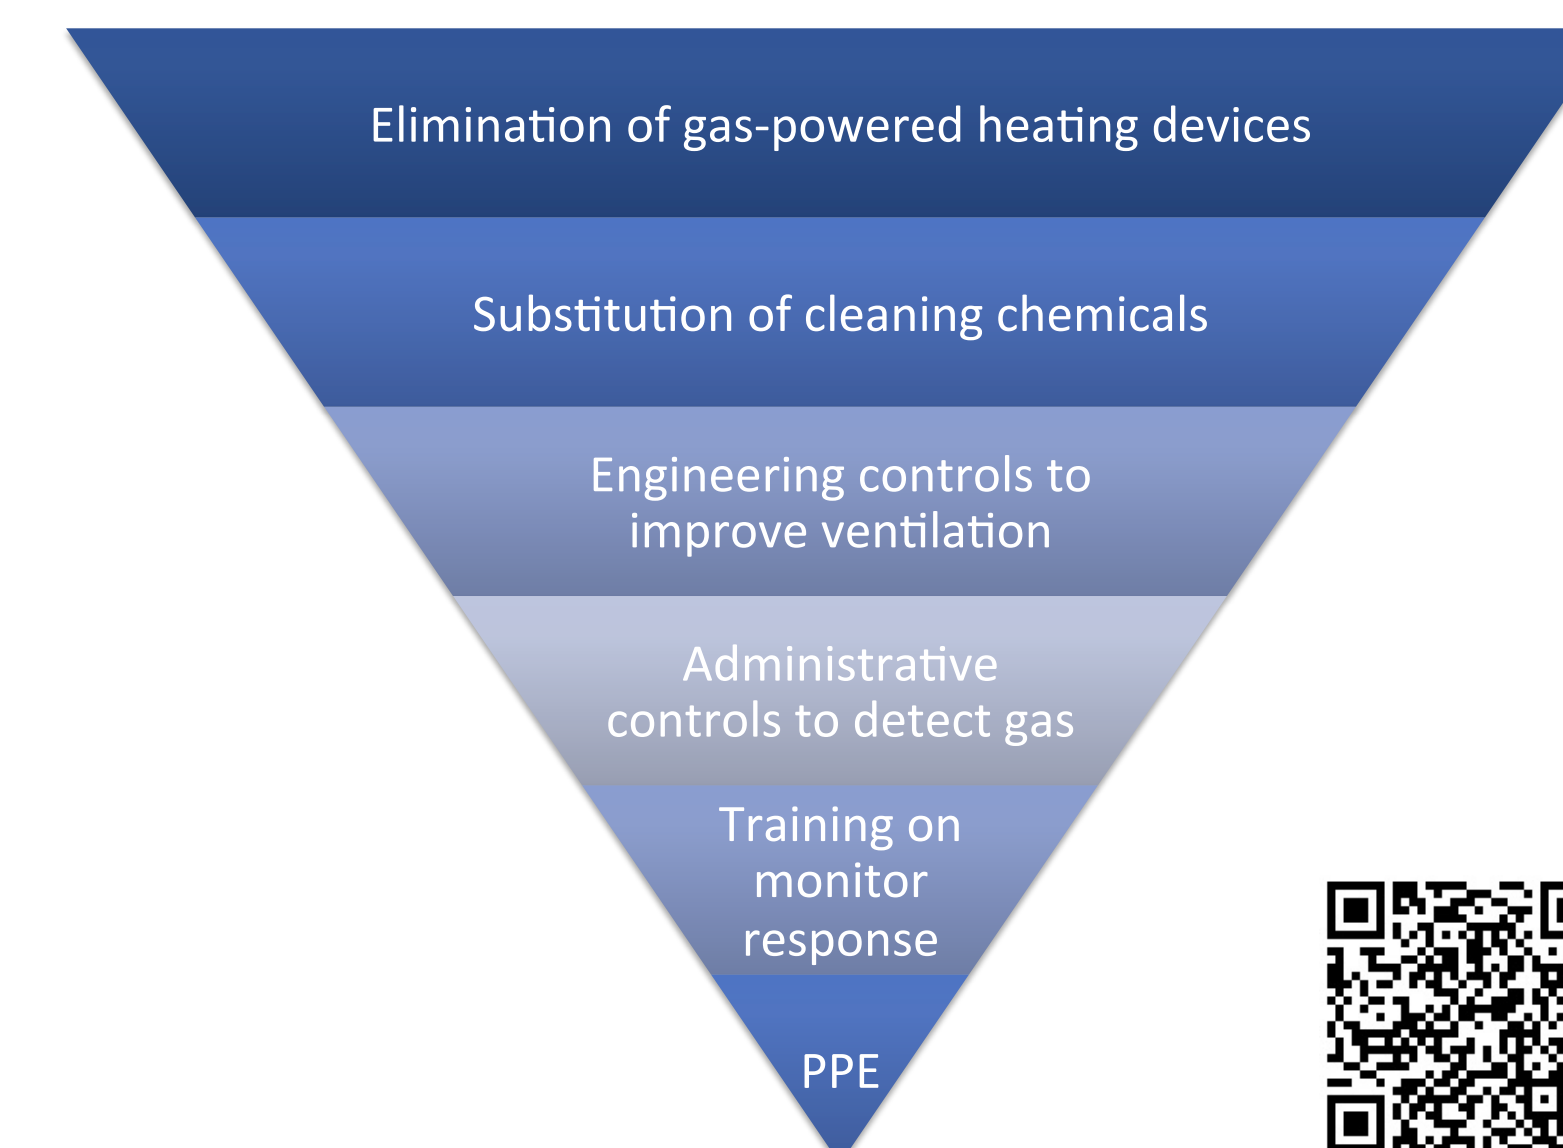 Elimination of gas-powered heating devices
Substitution of cleaning chemicals
Engineering controls to
improve ventilation
Administrative
controls to detect gas
Training on
monitor
response
PPE